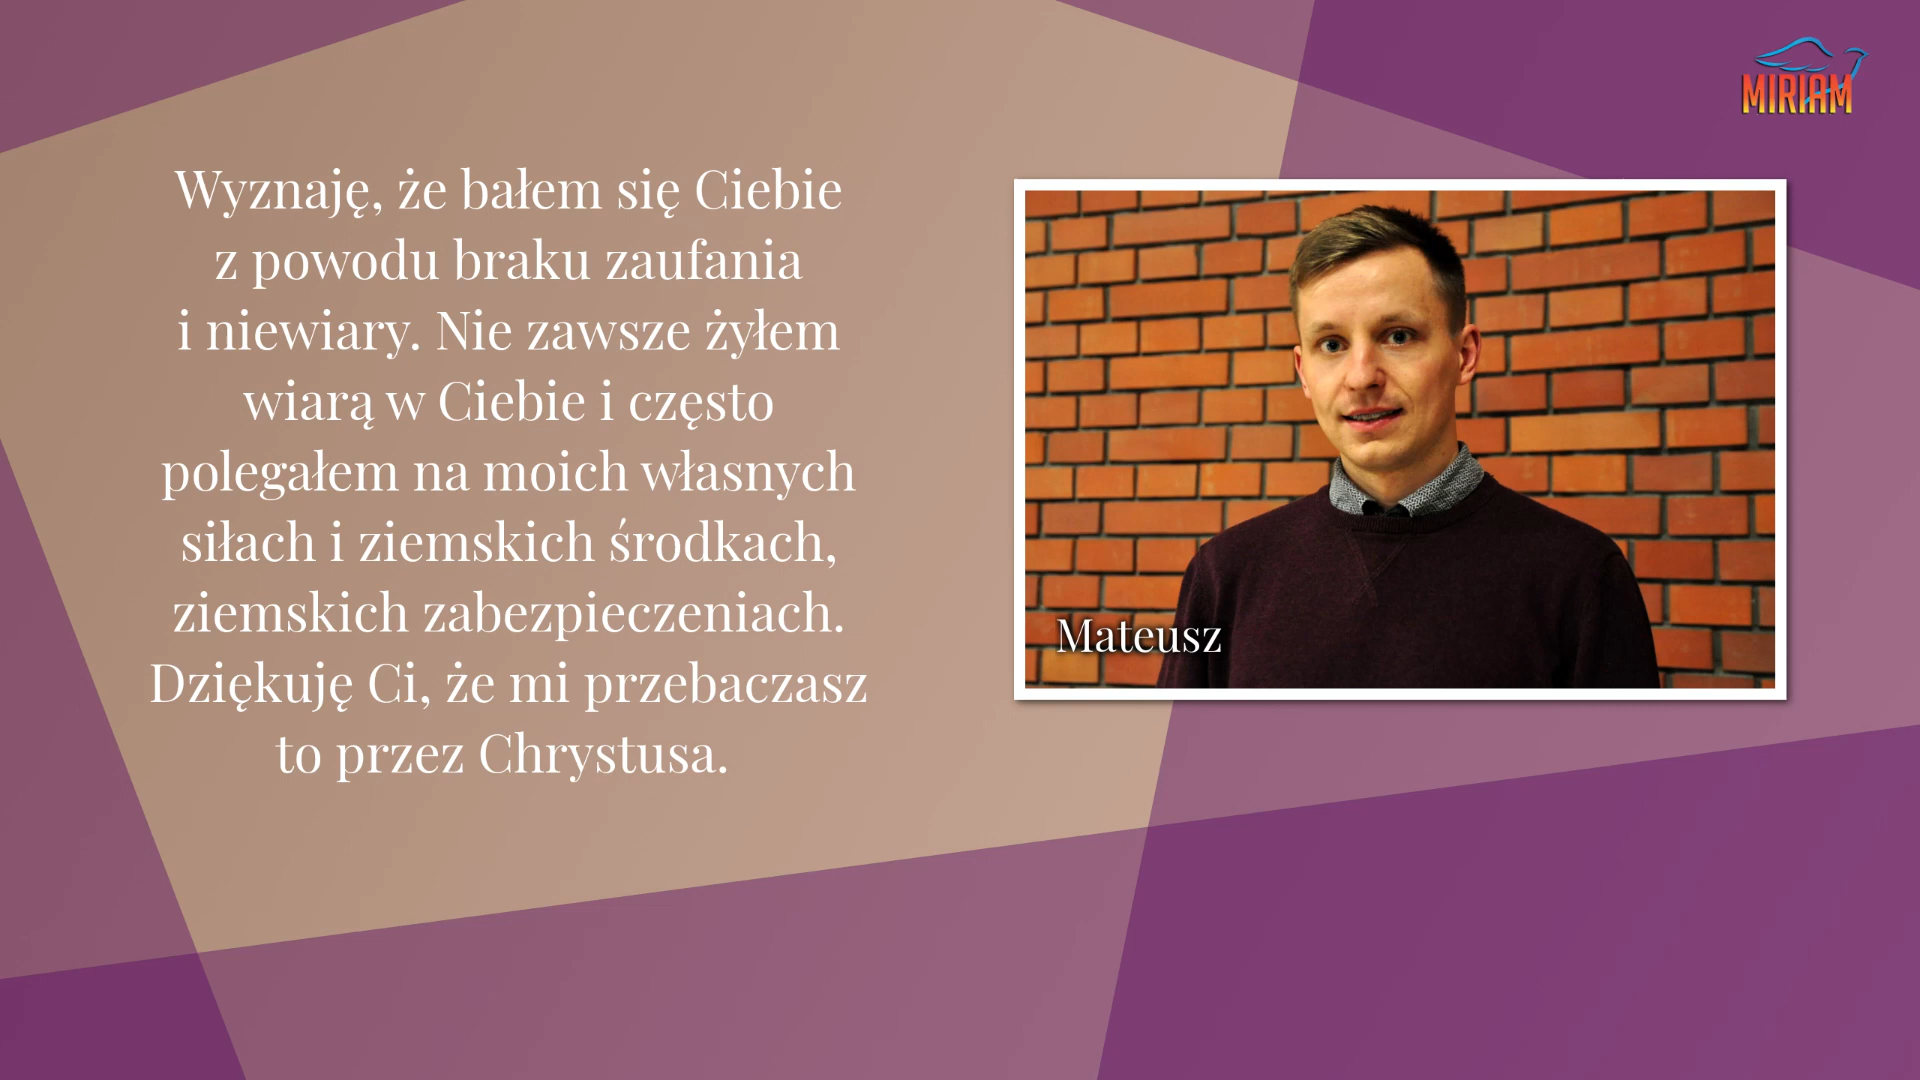 MIRIAM
Wyznaję, że bałem się Ciebie
z powodu braku zaufania
i niewiary. Nie zawsze żyłem
wiarą w Ciebie i często
polegałem na moich własnych
siłach i ziemskich środkach,
ziemskich zabezpieczeniach.
Dziękuję Ci, że mi przebaczasz
to przez Chrystusa.
Mateusz